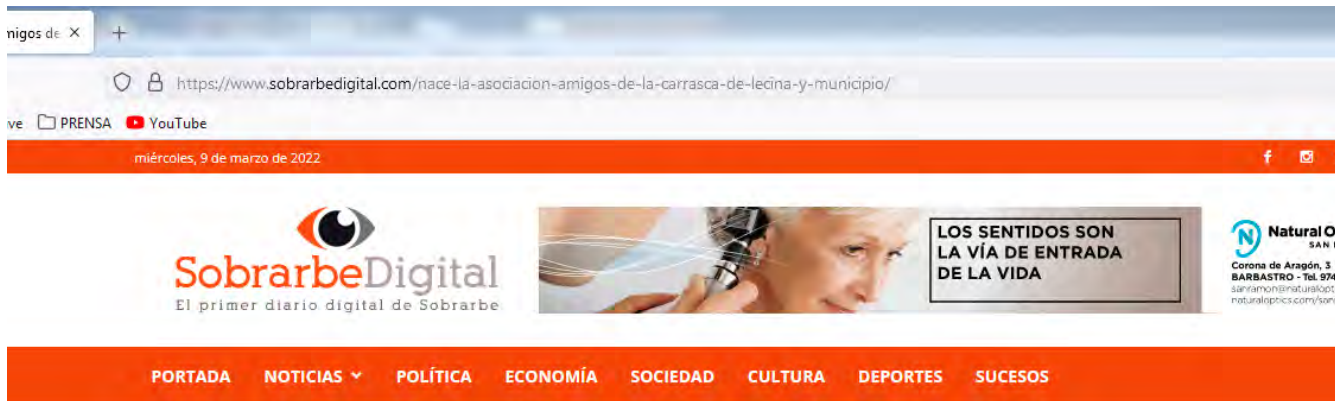 de
https://www.sobrarbedigital.com/nace-la-asociacion-amigos-de-la-carrasca-de-lecina-y-municipio/
PRENSA YouTube
miércoles, 9 de marzo de 2022
SobrarbeDigital
El primer diario digital de Sobrarbe
LOS SENTIDOS SON
LA VÍA DE ENTRADA
DE LA VIDA
Natural O
SAN
Corona de Aragón, 3
BARBASTRO - Tel. 974
PORTADA NOTICIAS POLÍTICA ECONOMÍA SOCIEDAD CULTURA DEPORTES SUCESOS